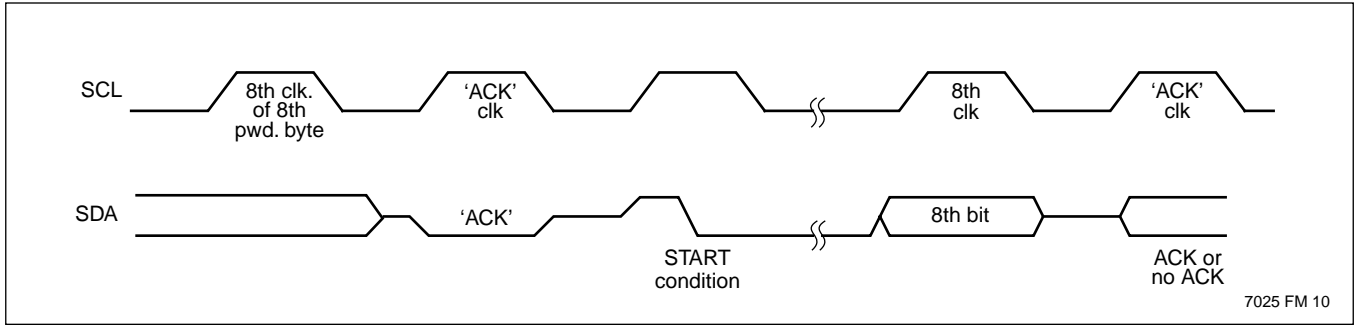 SCL
8th clk.
of 8th
pwd. byte
‘ACK’
clk
8th
clk
‘ACK’
clk
SDA
‘ACK’
START
condition
8th bit
ACK or
no ACK
7025 FM 10